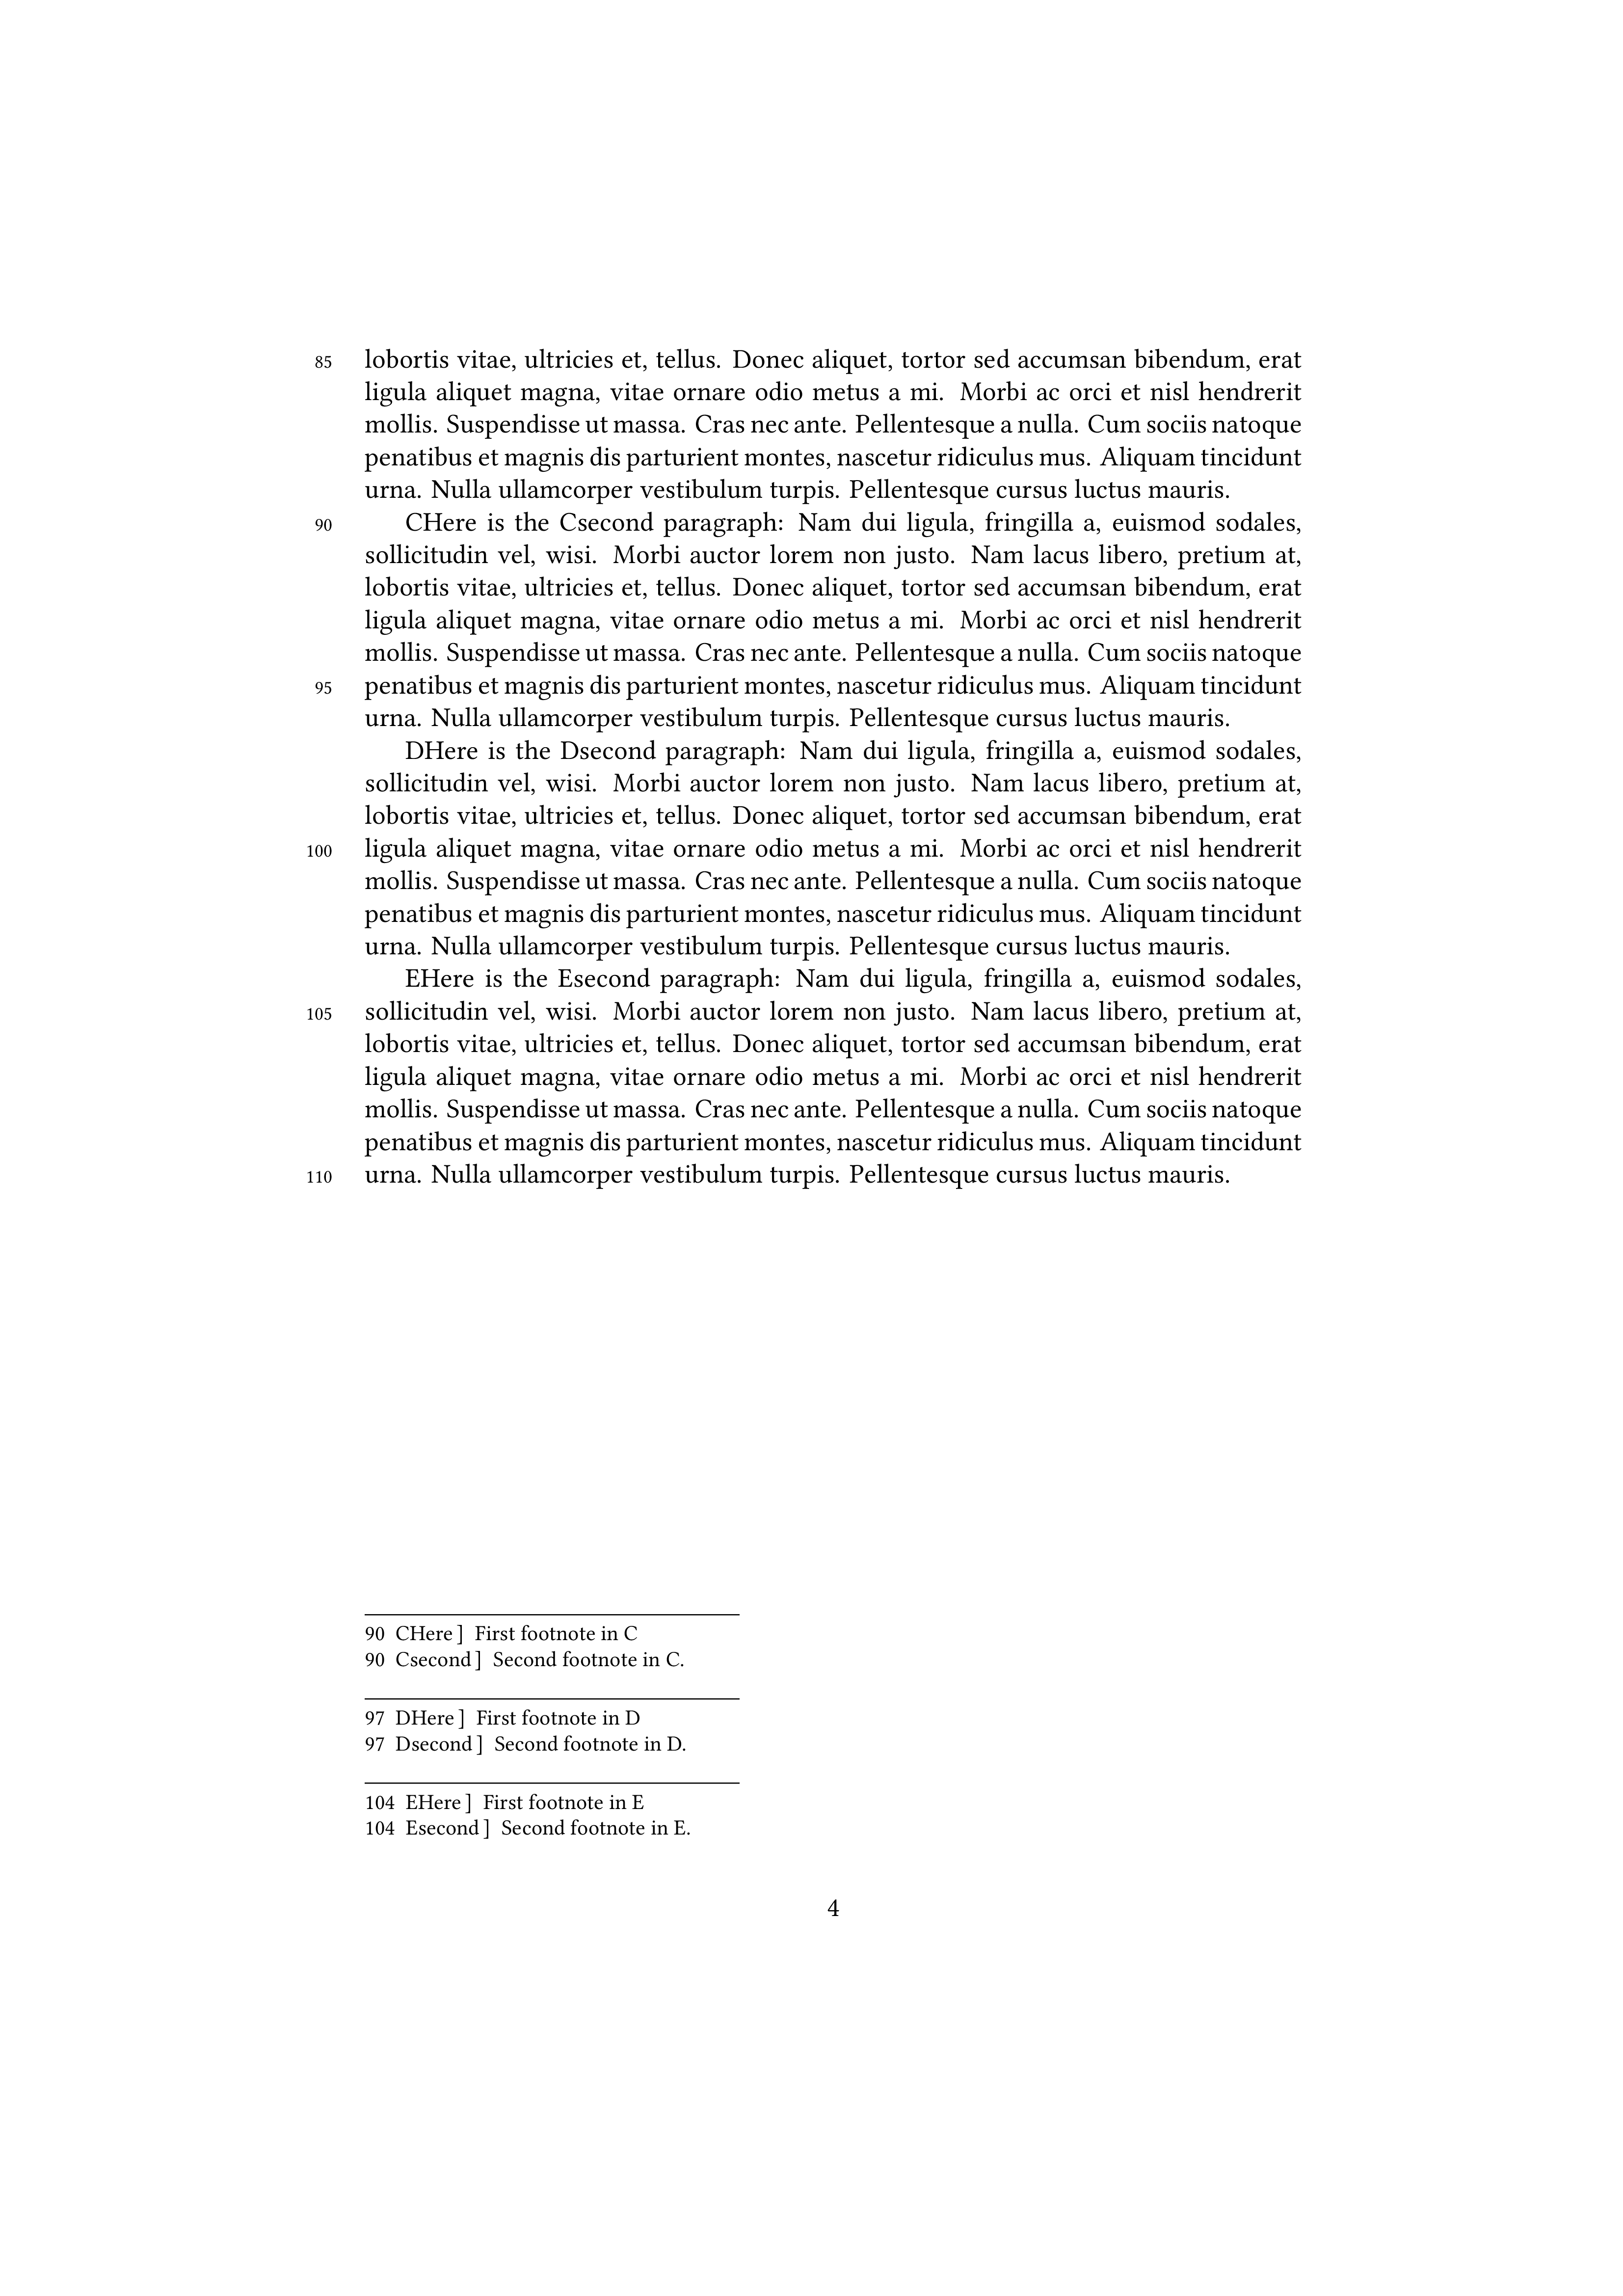 85 lobortis vitae, ultricies et, tellus. Donec aliquet, tortor sed accumsan bibendum, erat
ligula aliquet magna, vitae ornare odio metus a mi. Morbi ac orci et nisl hendrerit
mollis. Suspendisse ut massa. Cras nec ante. Pellentesque a nulla. Cum sociis natoque
penatibus et magnis dis parturient montes, nascetur ridiculus mus. Aliquam tincidunt
urna. Nulla ullamcorper vestibulum turpis. Pellentesque cursus luctus mauris.
90 CHere is the Csecond paragraph: Nam dui ligula, fringilla a, euismod sodales,
sollicitudin vel, wisi. Morbi auctor lorem non justo. Nam lacus libero, pretium at,
lobortis vitae, ultricies et, tellus. Donec aliquet, tortor sed accumsan bibendum, erat
ligula aliquet magna, vitae ornare odio metus a mi. Morbi ac orci et nisl hendrerit
mollis. Suspendisse ut massa. Cras nec ante. Pellentesque a nulla. Cum sociis natoque
95 penatibus et magnis dis parturient montes, nascetur ridiculus mus. Aliquam tincidunt
urna. Nulla ullamcorper vestibulum turpis. Pellentesque cursus luctus mauris.
DHere is the Dsecond paragraph: Nam dui ligula, fringilla a, euismod sodales,
sollicitudin vel, wisi. Morbi auctor lorem non justo. Nam lacus libero, pretium at,
lobortis vitae, ultricies et, tellus. Donec aliquet, tortor sed accumsan bibendum, erat
100 ligula aliquet magna, vitae ornare odio metus a mi. Morbi ac orci et nisl hendrerit
mollis. Suspendisse ut massa. Cras nec ante. Pellentesque a nulla. Cum sociis natoque
penatibus et magnis dis parturient montes, nascetur ridiculus mus. Aliquam tincidunt
urna. Nulla ullamcorper vestibulum turpis. Pellentesque cursus luctus mauris.
EHere is the Esecond paragraph: Nam dui ligula, fringilla a, euismod sodales,
105 sollicitudin vel, wisi. Morbi auctor lorem non justo. Nam lacus libero, pretium at,
lobortis vitae, ultricies et, tellus. Donec aliquet, tortor sed accumsan bibendum, erat
ligula aliquet magna, vitae ornare odio metus a mi. Morbi ac orci et nisl hendrerit
mollis. Suspendisse ut massa. Cras nec ante. Pellentesque a nulla. Cum sociis natoque
penatibus et magnis dis parturient montes, nascetur ridiculus mus. Aliquam tincidunt
110 urna. Nulla ullamcorper vestibulum turpis. Pellentesque cursus luctus mauris.
90 CHere] First footnote in C
90 Csecond] Second footnote in C.
97 DHere] First footnote in D
97 Dsecond] Second footnote in D.
104 EHere] First footnote in E
104 Esecond] Second footnote in E.
4